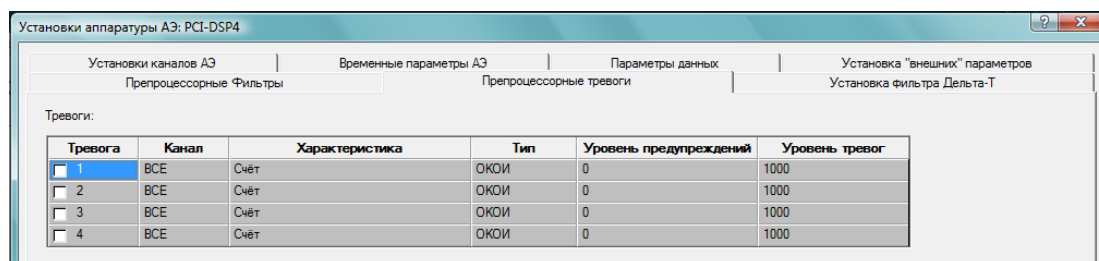 Установки аппаратуры АЭ: PCI-DSP4
Установки каналов АЭ Временные параметры АЭ Параметры данных Установка "внешних" параметров
Препроцессорные Фильтры Препроцессорные тревоги Установка фильтра Дельта-Т
Тревоги:
Тревога Канал Характеристика Тип Уровень предупреждений Уровень тревог
1 ВСЕ Счёт ОКОИ 0 1000
2 ВСЕ Счёт ОКОИ 0 1000
3 ВСЕ Счёт ОКОИ 0 1000
4 ВСЕ Счёт ОКОИ 0 1000